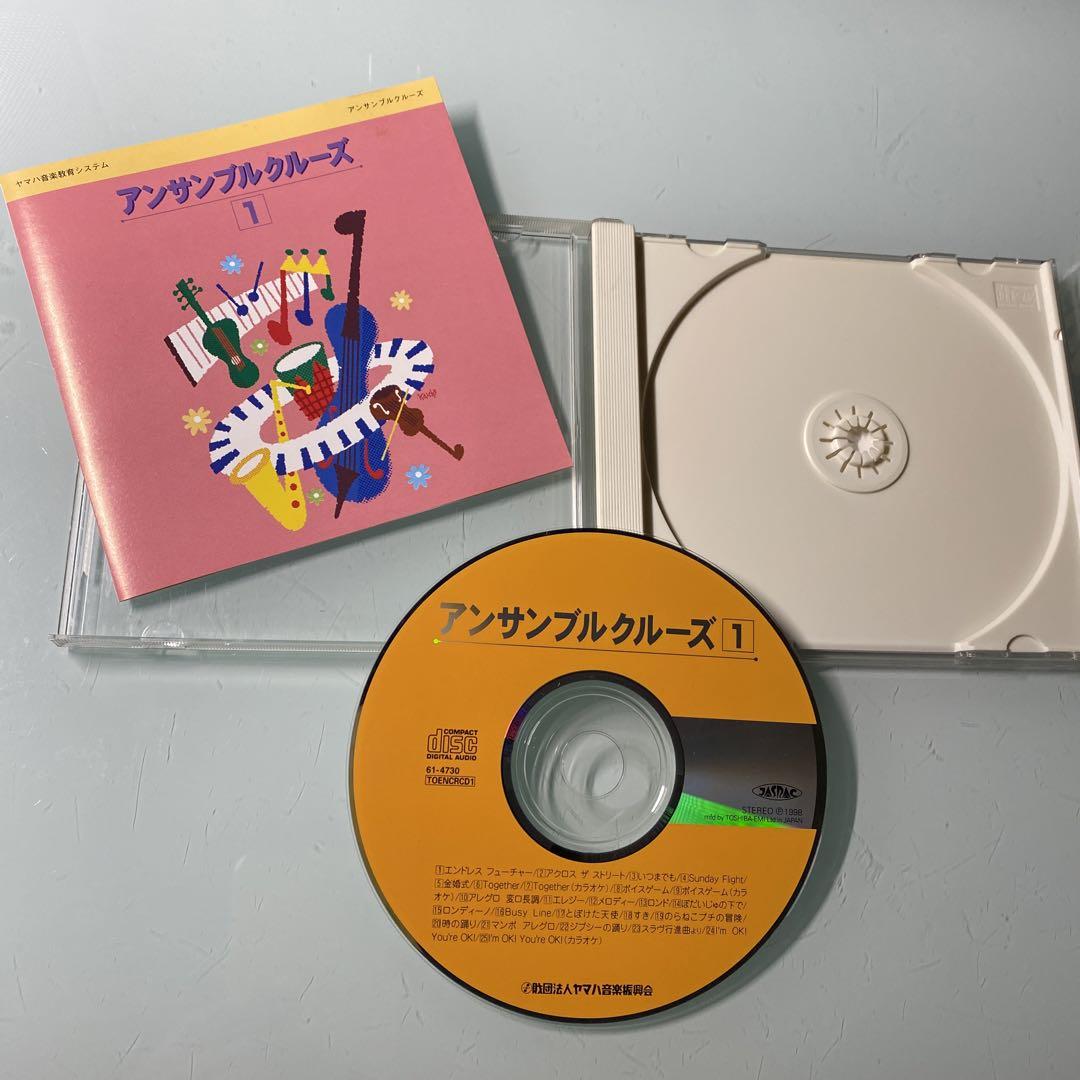 ヤマハ音楽教育システム
アンサンブルクルーズ
アンサンブルクルーズ
1
アンサンブルクルーズ 1
COMPACT
disc
DIGITAL AUDIO
61-4730
TOENCRCD1
JASRAC
STEREO Ⓟ1998
mfd by TOSHIBA-EMI Ltd in JAPAN
1エンドレス フューチャー/2アクロス ザ ストリート/3いつまでも/4Sunday Flight/
5金婚式/6Together/7Together(カラオケ)/8ボイスゲーム/9ボイスゲーム(カラ
オケ)/10アレグロ 変ロ長調/11エレジー/12メロディー/13ロンド/14ぼだいじゅの下で/
15ロンディーノ/16Busy Line/17とぼけた天使/18すき/19のらねこプチの冒険/
20時の踊り/21マンボ アレグロ/22ジプシーの踊り/23スラヴ行進曲より/24I'm OK!
You're OK!/25I'm OK! You're OK!(カラオケ)
財団法人ヤマハ音楽振興会